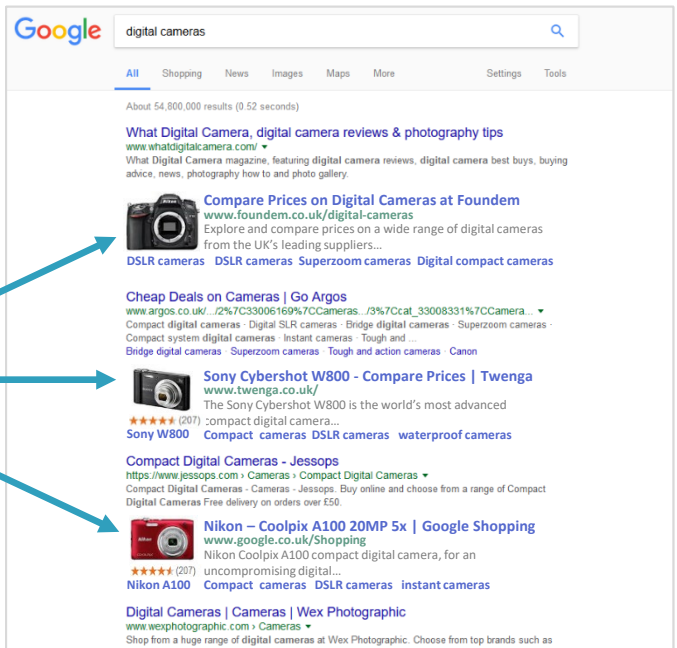 Google
digital cameras
All Shopping News Images Maps More Settings Tools
About 54,800,000 results (0.52 seconds)
What Digital Camera, digital camera reviews & photography tips
www.whatdigitalcamera.com/
What Digital Camera magazine, featuring digital camera reviews, digital camera best buys, buying
advice, news, photography how to and photo gallery.
Compare Prices on Digital Cameras at Foundem
www.foundem.co.uk/digital-cameras
Explore and compare prices on a wide range of digital cameras
from the UK's leading suppliers...
DSLR cameras DSLR cameras Superzoom cameras Digital compact cameras
Cheap Deals on Cameras | Go Argos
www.argos.co.uk/.../2%7C33006169%7CCameras.../3%7Ccat_33008331%7CCamera...
Compact digital cameras · Digital SLR cameras · Bridge digital cameras · Superzoom cameras ·
Compact system digital cameras · Instant cameras · Tough and ...
Bridge digital cameras · Superzoom cameras · Tough and action cameras · Canon
Sony Cybershot W800 - Compare Prices | Twenga
www.twenga.co.uk/
The Sony Cybershot W800 is the world's most advanced
(207) compact digital camera...
Sony W800 Compact cameras DSLR cameras waterproof cameras
Compact Digital Cameras - Jessops
https://www.jessops.com › Cameras › Compact Digital Cameras
Compact Digital Cameras - Cameras - Jessops. Buy online and choose from a range of Compact
Digital Cameras Free delivery on orders over £50.
Nikon – Coolpix A100 20MP 5x | Google Shopping
www.google.co.uk/Shopping
Nikon Coolpix A100 compact digital camera, for an
(207) uncompromising digital...
Nikon A100 Compact cameras DSLR cameras instant cameras
Digital Cameras | Cameras | Wex Photographic
www.wexphotographic.com › Cameras
Shop from a huge range of digital cameras at Wex Photographic. Choose from top brands such as